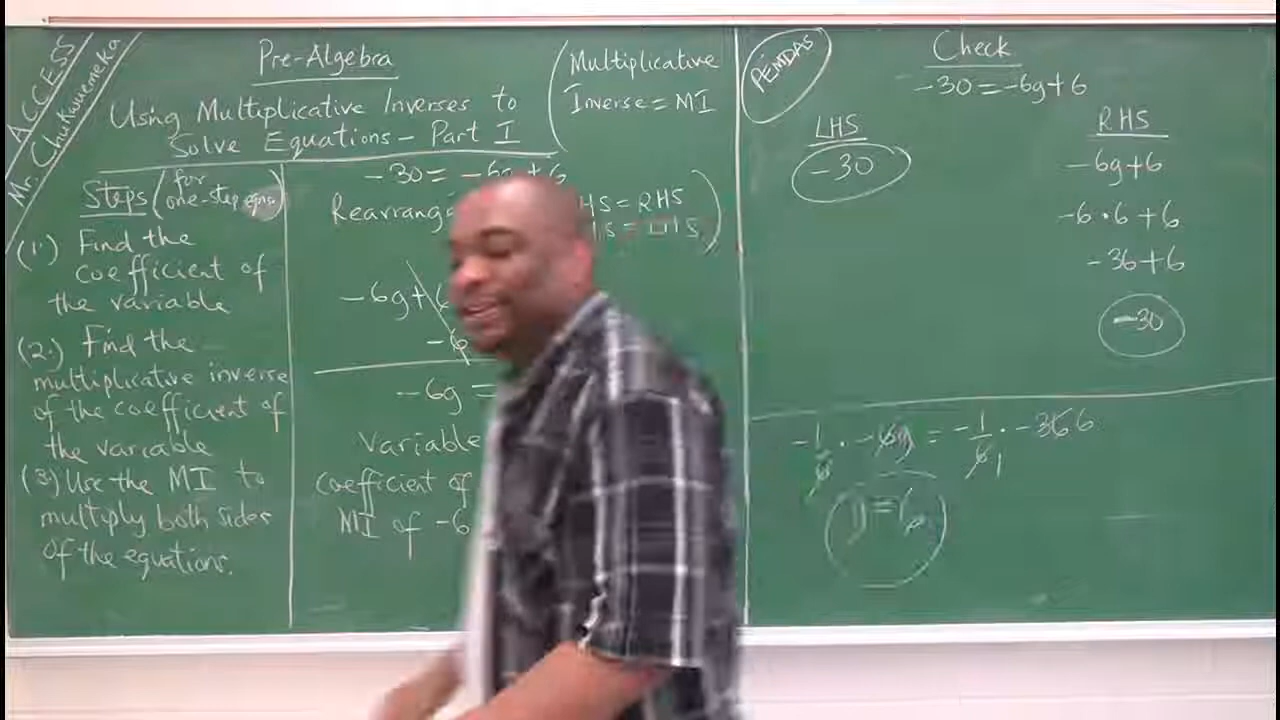 ACCESS
Mr. Chukwuemeka
Pre-Algebra
Using Multiplicative Inverses to
Solve Equations - Part I
(Multiplicative
Inverse = MI
Steps (for
one-step eqns)
(1.) Find the
coefficient of
the variable
(2.) Find the
multiplicative inverse
of the coefficient of
the variable
(3) Use the MI to
multiply both sides
of the equations.
-30 = -6g + 6
Rearrang
HS = RHS
HS = LHS)
-6g +
-6
-6g =
Variable
coefficient of
MI of -6
PEMDAS
Check
-30 = -6g + 6
LHS
-30
RHS
-6g + 6
-6 · 6 + 6
-36 + 6
-30
-1/6 · -6g = -1/6 · -36 6
1
g = 6